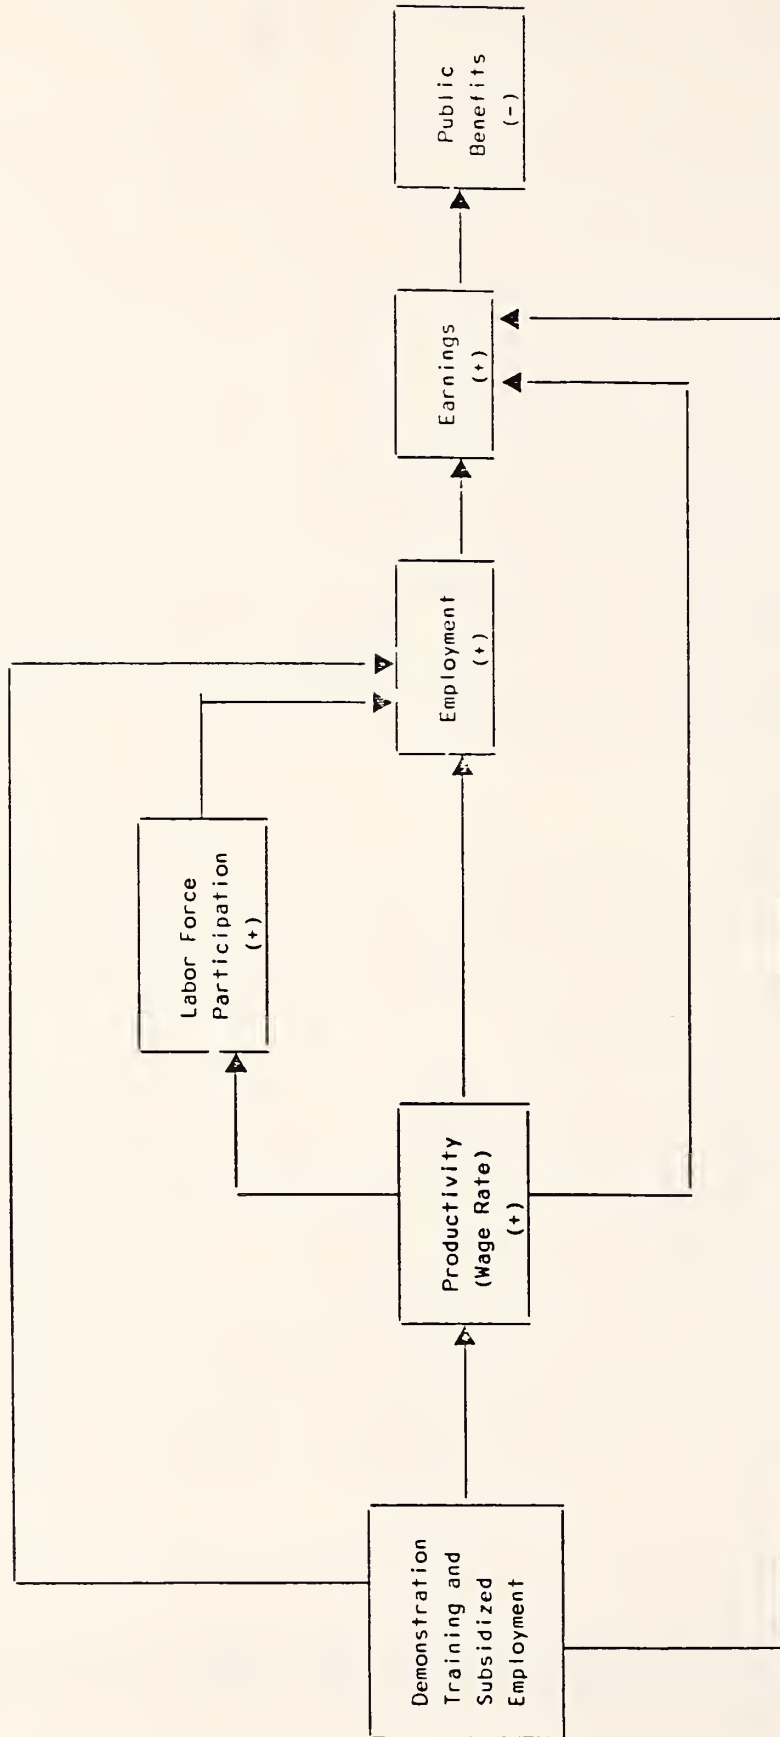 Demonstration
Training and
Subsidized
Employment
Productivity
(Wage Rate)
(+)
Labor Force
Participation
(+)
Employment
(+)
Earnings
(+)
Public
Benefits
(-)